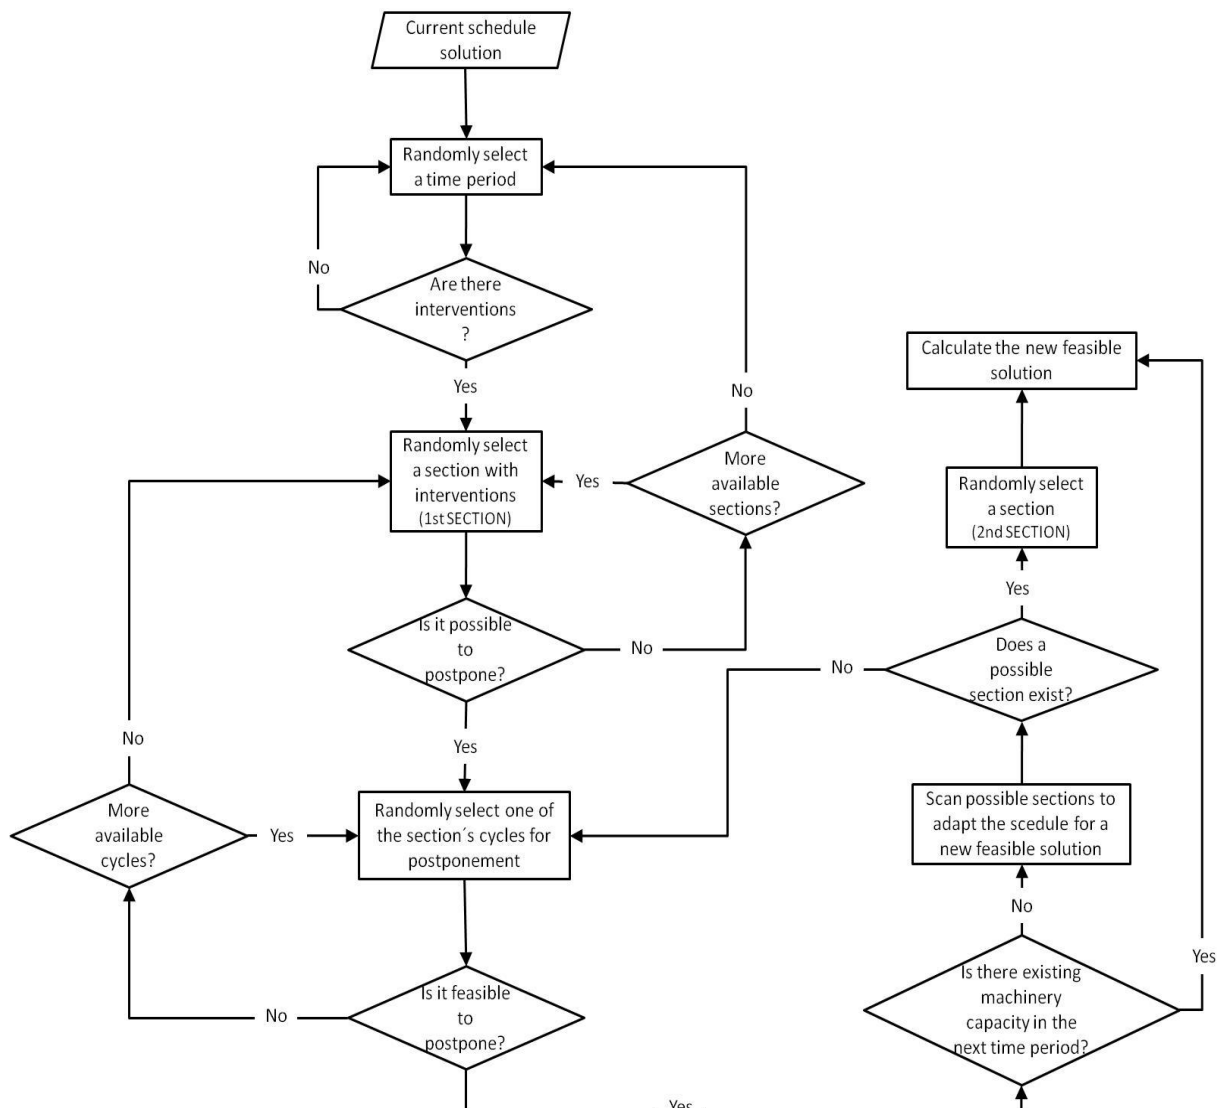 Current schedule
solution
Randomly select
a time period
No
Are there
interventions
?
Yes
No
Calculate the new feasible
solution
Randomly select
a section with
interventions
(1st SECTION)
Yes
More
available
sections?
Randomly select
a section
(2nd SECTION)
Yes
Is it possible
to
postpone?
No
No
Does a
possible
section exist?
Yes
No
More
available
cycles?
Yes
Randomly select one of
the section´s cycles for
postponement
Scan possible sections to
adapt the scedule for a
new feasible solution
No
Is it feasible
to
postpone?
No
Is there existing
machinery
capacity in the
next time period?
Yes
Yes